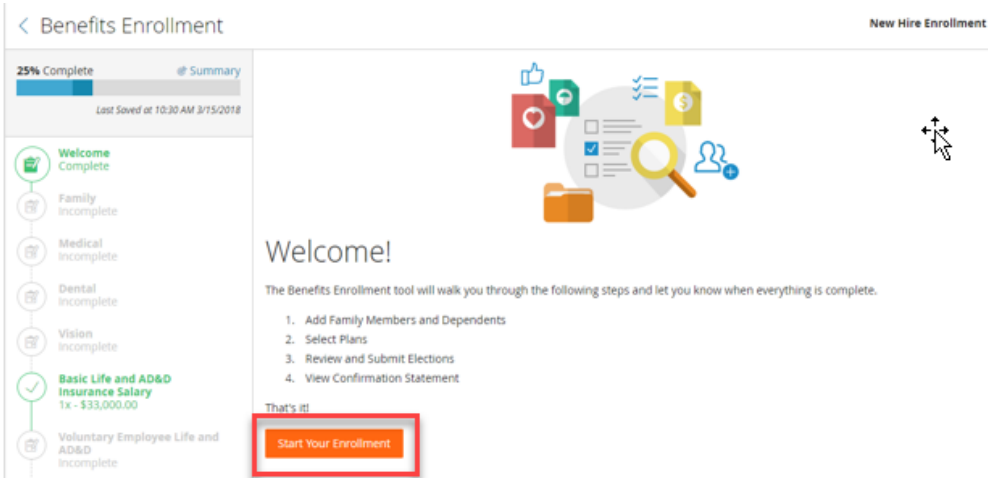 Benefits Enrollment
New Hire Enrollment
25% Complete
Summary
Last Saved at 10:30 AM 3/15/2018
Welcome
Complete
Family
Incomplete
Medical
Incomplete
Dental
Incomplete
Vision
Incomplete
Basic Life and AD&D
Insurance Salary
1x - $33,000.00
Voluntary Employee Life and
AD&D
Incomplete
$
Welcome!
The Benefits Enrollment tool will walk you through the following steps and let you know when everything is complete.
1. Add Family Members and Dependents
2. Select Plans
3. Review and Submit Elections
4. View Confirmation Statement
That's it!
Start Your Enrollment